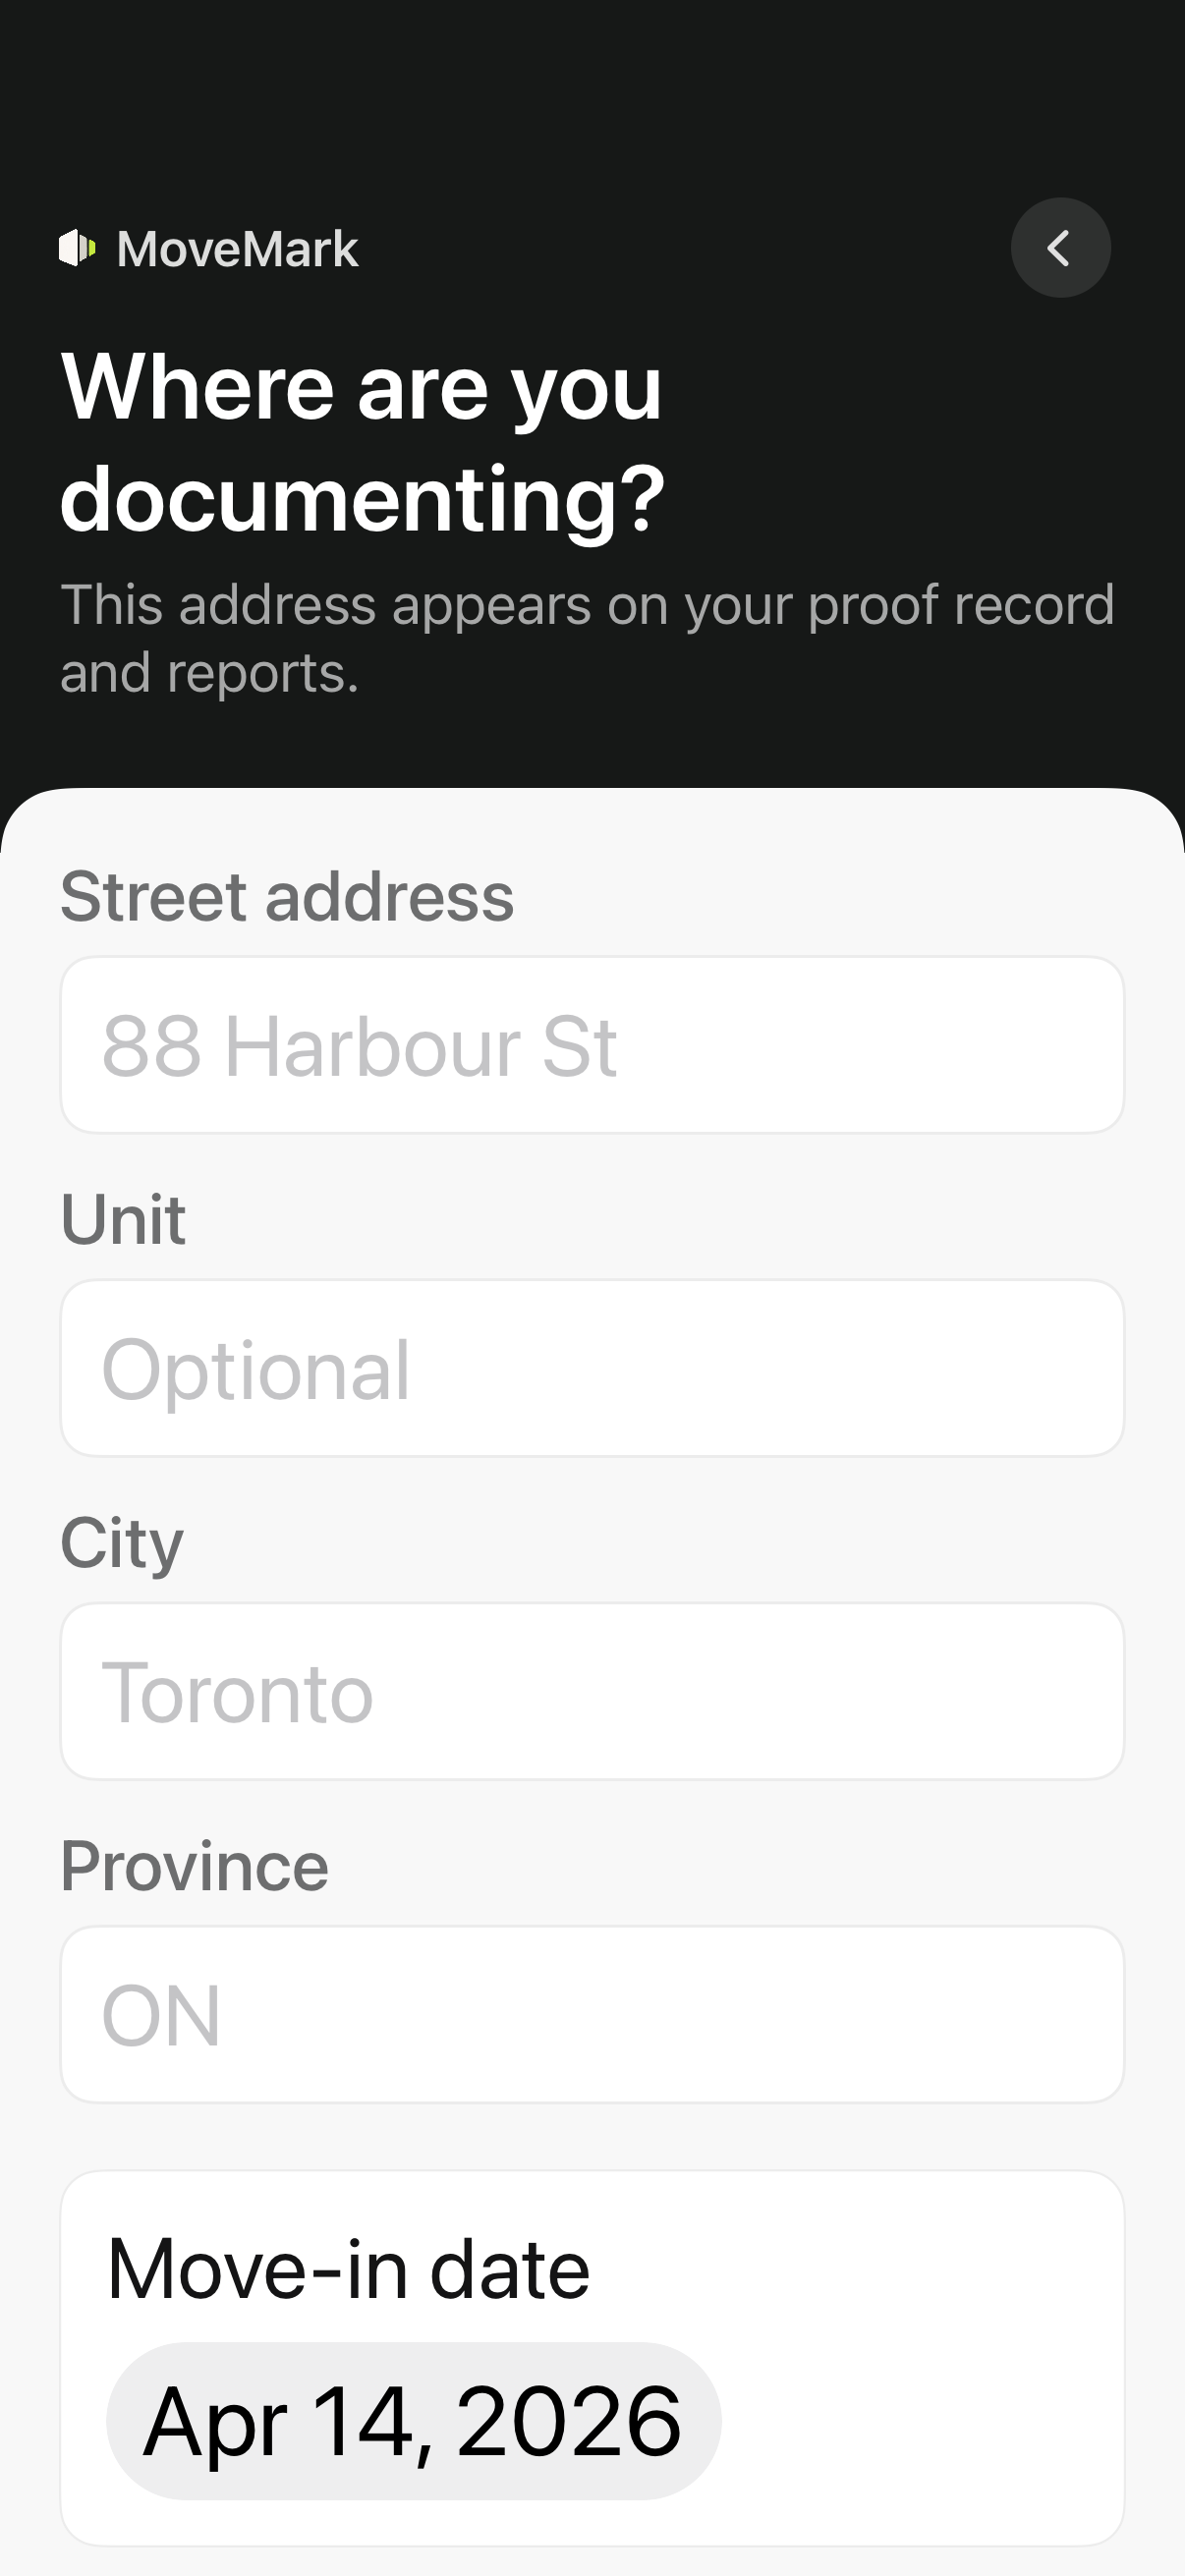 MoveMark
Where are you
documenting?
This address appears on your proof record
and reports.
Street address
88 Harbour St
Unit
Optional
City
Toronto
Province
ON
Move-in date
Apr 14, 2026